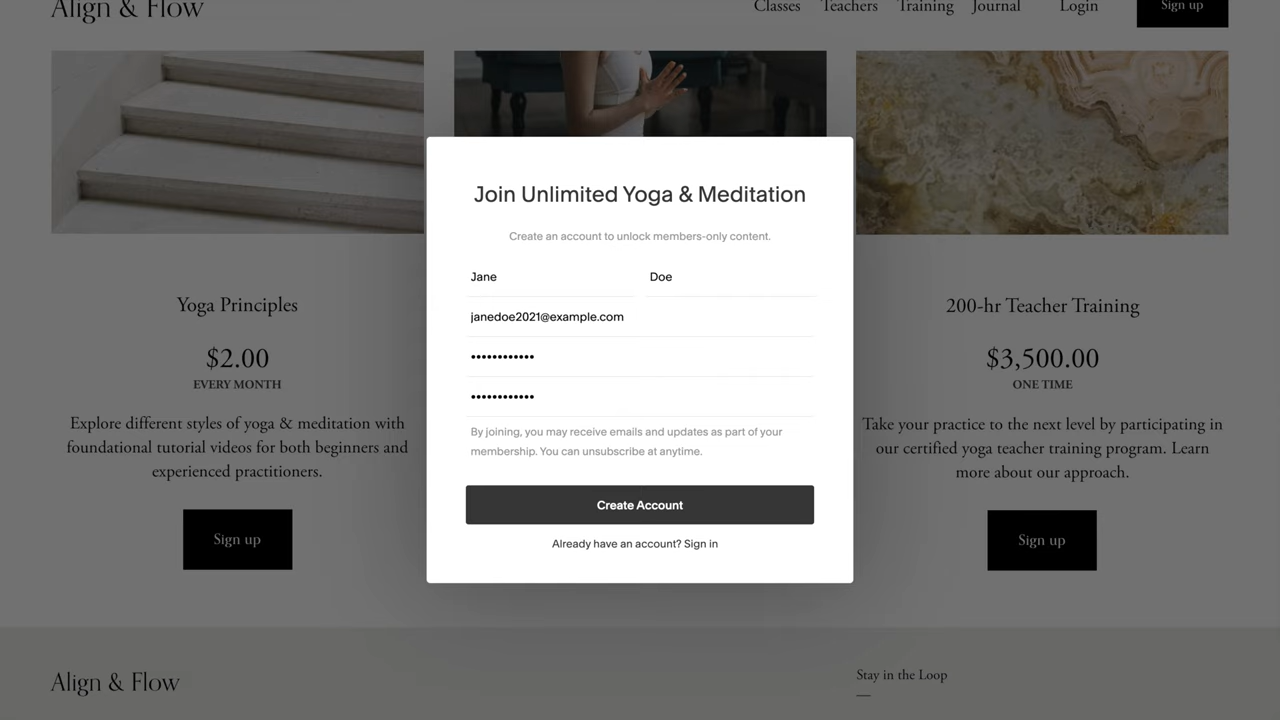 Align & Flow
Classes Teachers Training Journal Login Sign up
Join Unlimited Yoga & Meditation
Create an account to unlock members-only content.
Jane Doe
janedoe2021@example.com
••••••••••••
••••••••••••
By joining, you may receive emails and updates as part of your
membership. You can unsubscribe at anytime.
Create Account
Already have an account? Sign in
Yoga Principles
$2.00
EVERY MONTH
Explore different styles of yoga & meditation with
foundational tutorial videos for both beginners and
experienced practitioners.
Sign up
200-hr Teacher Training
$3,500.00
ONE TIME
Take your practice to the next level by participating in
our certified yoga teacher training program. Learn
more about our approach.
Sign up
Align & Flow
Stay in the Loop